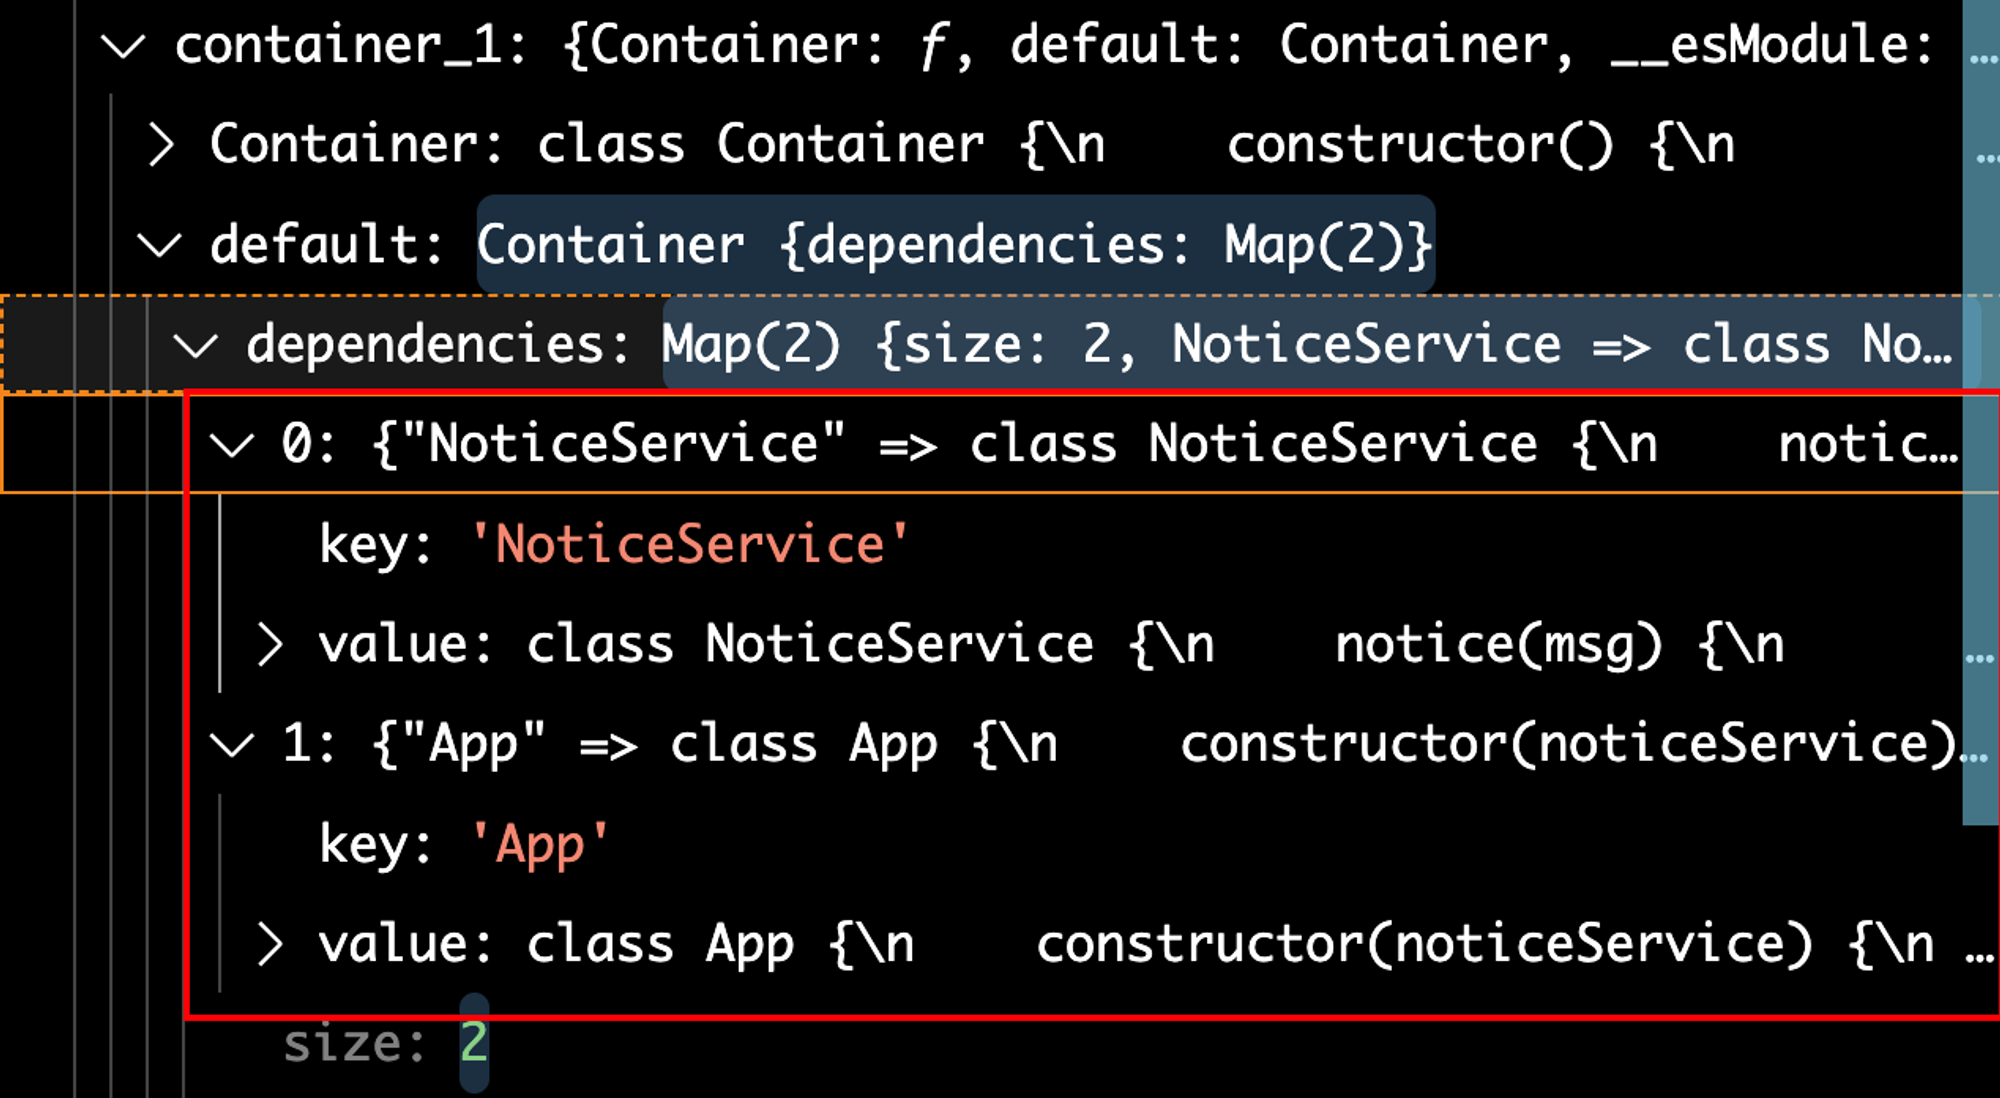 container_1: {Container: ƒ, default: Container, __esModule: …
Container: class Container {\n    constructor() {\n …
default: Container {dependencies: Map(2)}
dependencies: Map(2) {size: 2, NoticeService => class No…
0: {"NoticeService" => class NoticeService {\n    notic…
key: 'NoticeService'
value: class NoticeService {\n    notice(msg) {\n …
1: {"App" => class App {\n    constructor(noticeService)…
key: 'App'
value: class App {\n    constructor(noticeService) {\n …
size: 2